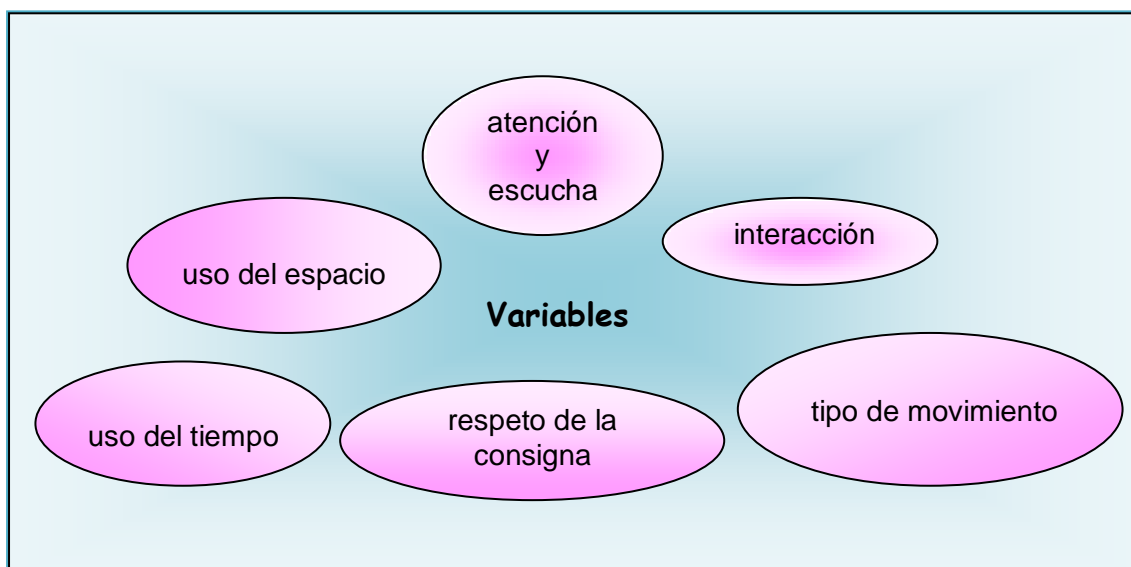 atención
y
escucha
interacción
uso del espacio
Variables
tipo de movimiento
respeto de la
consigna
uso del tiempo